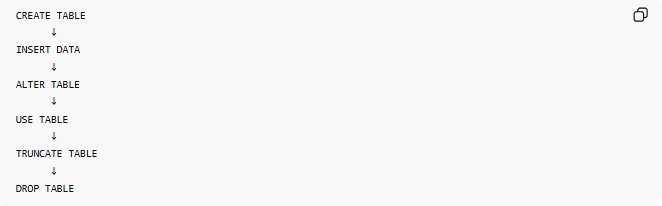 CREATE TABLE
↓
INSERT DATA
↓
ALTER TABLE
↓
USE TABLE
↓
TRUNCATE TABLE
↓
DROP TABLE